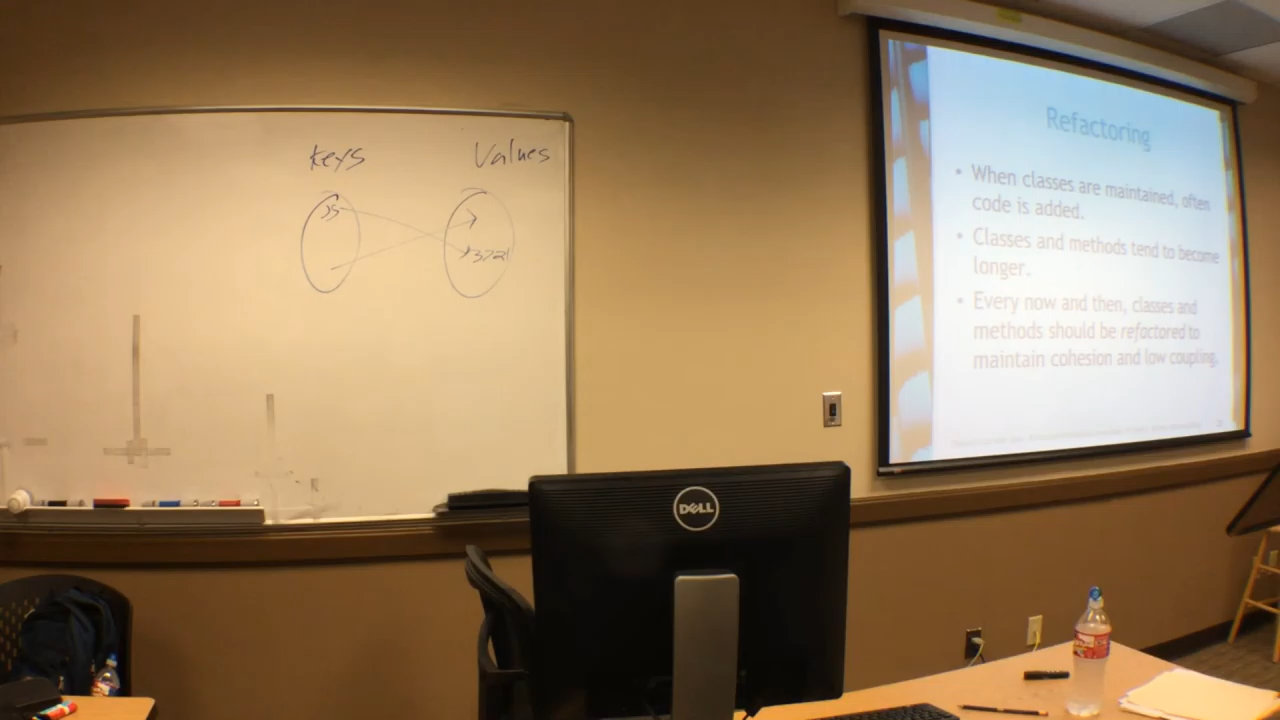 keys
Values
35
3721
Refactoring
• When classes are maintained, often
code is added.
• Classes and methods tend to become
longer.
• Every now and then, classes and
methods should be refactored to
maintain cohesion and low coupling.
DELL